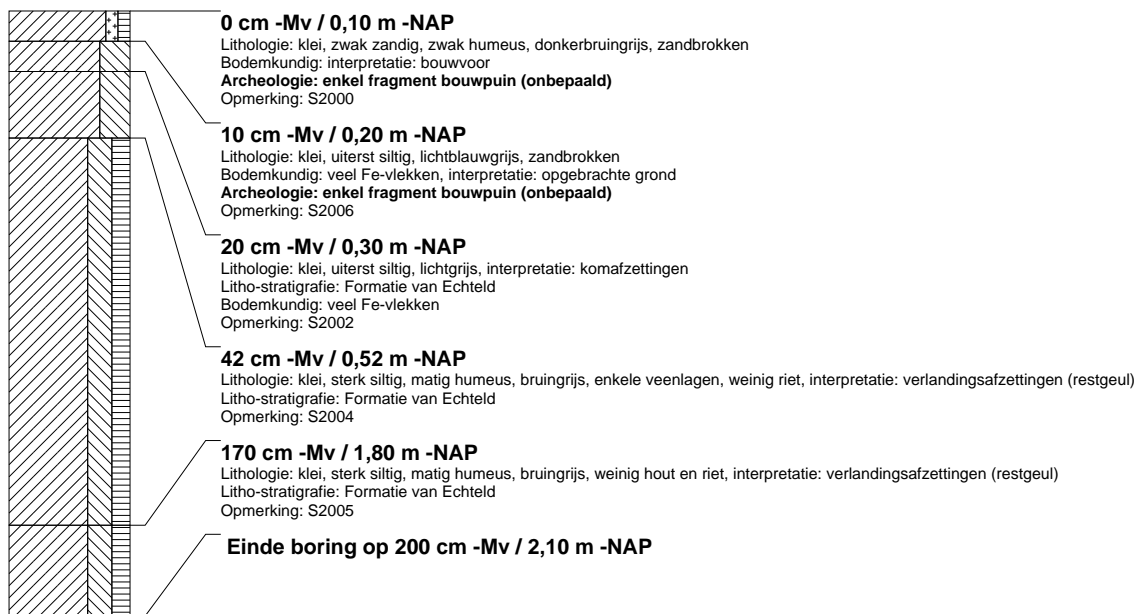 0 cm -Mv / 0,10 m -NAP
Lithologie: klei, zwak zandig, zwak humeus, donkerbruingrijs, zandbrokken
Bodemkundig: interpretatie: bouwvoor
Archeologie: enkel fragment bouwpuin (onbepaald)
Opmerking: S2000
10 cm -Mv / 0,20 m -NAP
Lithologie: klei, uiterst siltig, lichtblauwgrijs, zandbrokken
Bodemkundig: veel Fe-vlekken, interpretatie: opgebrachte grond
Archeologie: enkel fragment bouwpuin (onbepaald)
Opmerking: S2006
20 cm -Mv / 0,30 m -NAP
Lithologie: klei, uiterst siltig, lichtgrijs, interpretatie: komafzettingen
Litho-stratigrafie: Formatie van Echteld
Bodemkundig: veel Fe-vlekken
Opmerking: S2002
42 cm -Mv / 0,52 m -NAP
Lithologie: klei, sterk siltig, matig humeus, bruingrijs, enkele veenlagen, weinig riet, interpretatie: verlandingsafzettingen (restgeul)
Litho-stratigrafie: Formatie van Echteld
Opmerking: S2004
170 cm -Mv / 1,80 m -NAP
Lithologie: klei, sterk siltig, matig humeus, bruingrijs, weinig hout en riet, interpretatie: verlandingsafzettingen (restgeul)
Litho-stratigrafie: Formatie van Echteld
Opmerking: S2005
Einde boring op 200 cm -Mv / 2,10 m -NAP